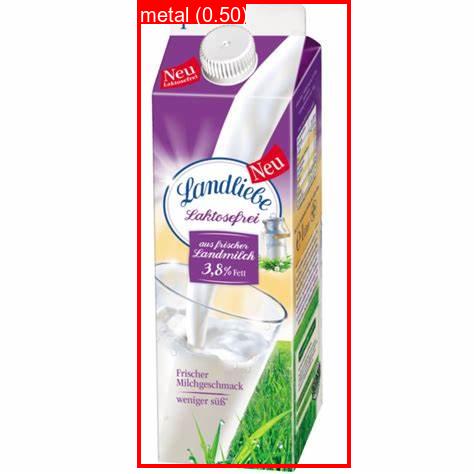 metal (0.50)
Neu
Laktosefrei
Neu
Landliebe
Laktosefrei
aus frischer
Landmilch
3,8% Fett
Frischer
Milchgeschmack
weniger süß*